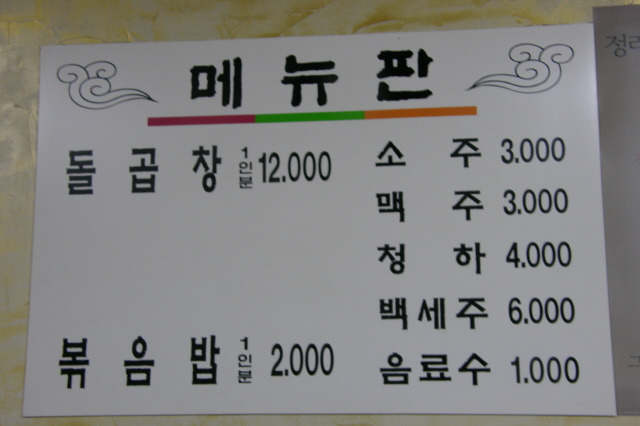 메뉴판
돌곱창 1인분 12.000
볶음밥 1인분 2.000
소주 3.000
맥주 3.000
청하 4.000
백세주 6.000
음료수 1.000